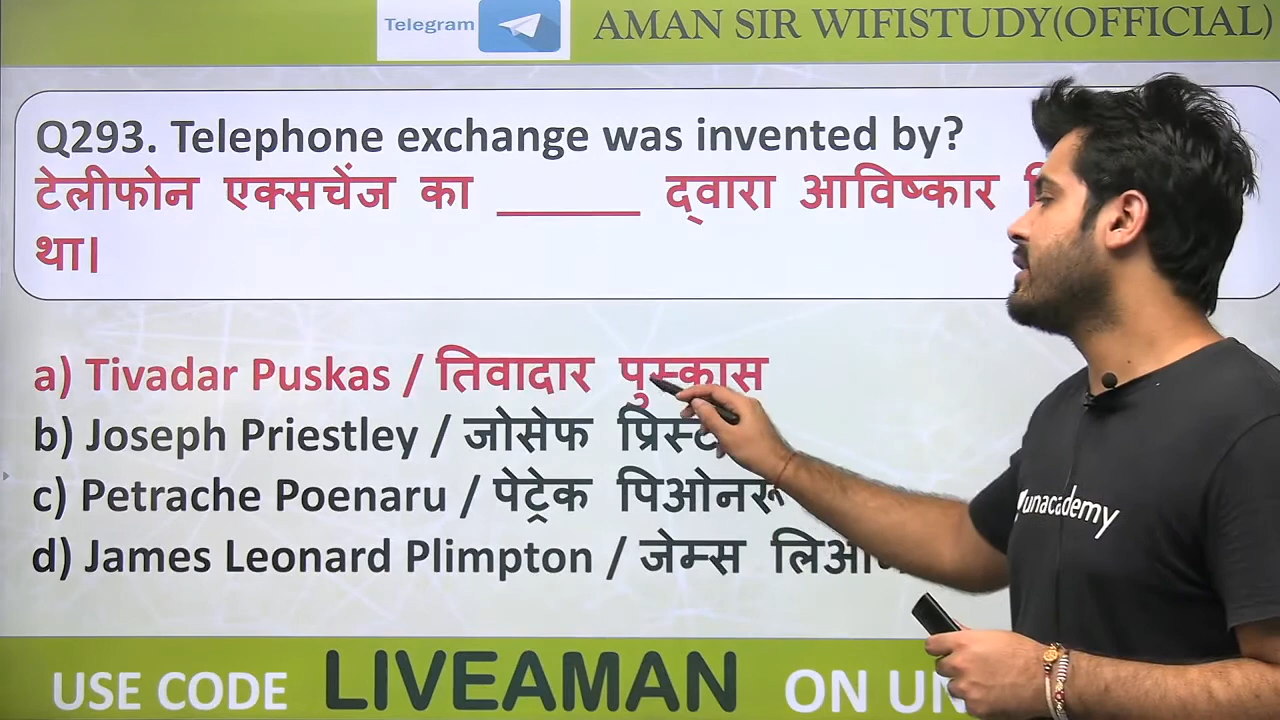 Telegram
AMAN SIR WIFISTUDY(OFFICIAL)
Q293. Telephone exchange was invented by?
टेलीफोन एक्सचेंज का ______ द्वारा आविष्कार
था।
a) Tivadar Puskas / तिवादार पुस्कास
b) Joseph Priestley / जोसेफ
c) Petrache Poenaru / पेट्रेक पिओनरू
d) James Leonard Plimpton / जेम्स
unacademy
USE CODE LIVEAMAN ON